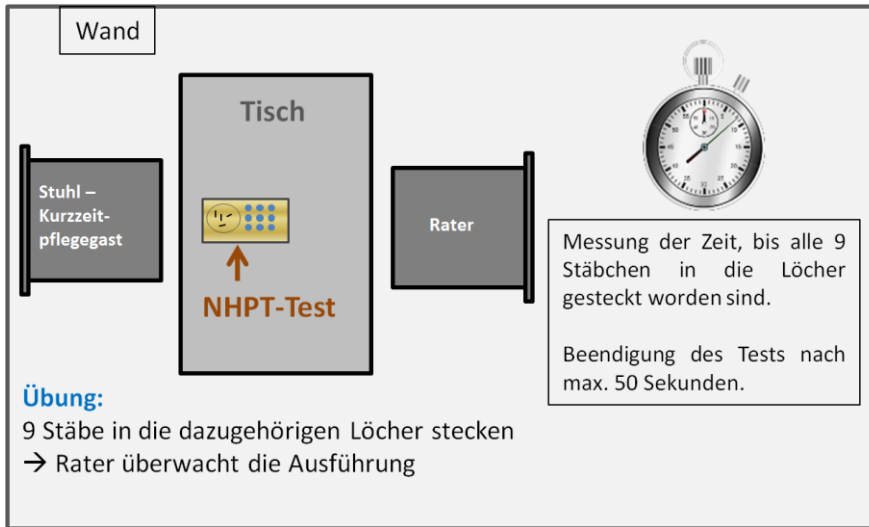 Wand
Tisch
Stuhl –
Kurzzeit-
pflegegast
NHPT-Test
Rater
Messung der Zeit, bis alle 9
Stäbchen in die Löcher
gesteckt worden sind.
Beendigung des Tests nach
max. 50 Sekunden.
Übung:
9 Stäbe in die dazugehörigen Löcher stecken
→ Rater überwacht die Ausführung